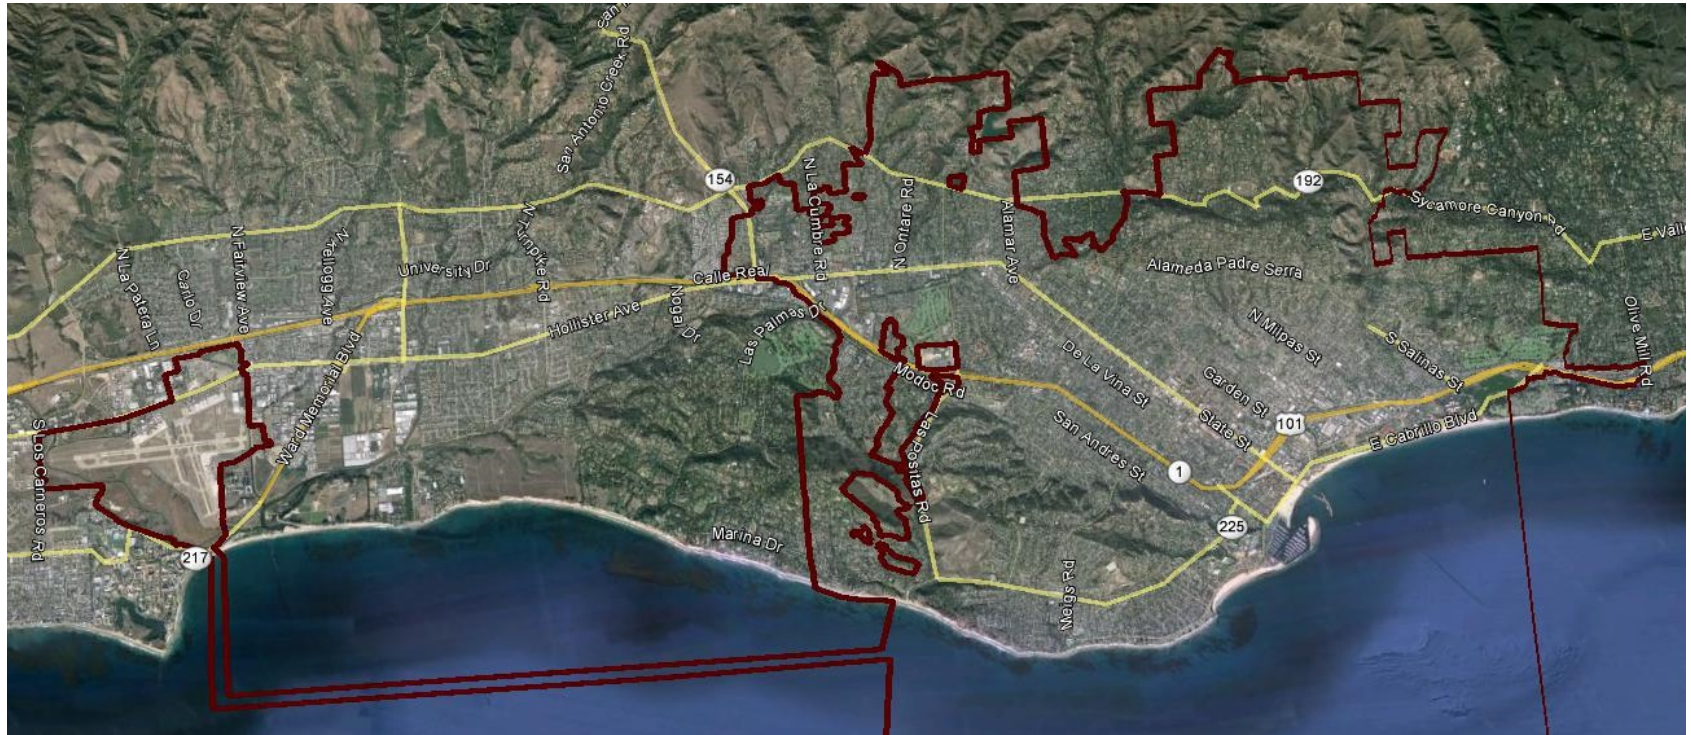 San Antonio Creek Rd
154
192
N La Cumbre Rd
N Ontare Rd
Alamar Ave
Sycamore Canyon Rd
N La Patera Ln
Carlo Dr
N Fairview Ave
N Kellogg Ave
University Dr
N Turnpike Rd
Calle Real
Alameda Padre Serra
Hollister Ave
Nogal Dr
Las Palmas Dr
N Milpas St
S Salinas St
Olive Mill Rd
Modoc Rd
De La Vina St
Garden St
State St
101
E Cabrillo Blvd
Ward Memorial Blvd
Las Positas Rd
San Andres St
1
S Los Carneros Rd
217
Marina Dr
225
Meigs Rd